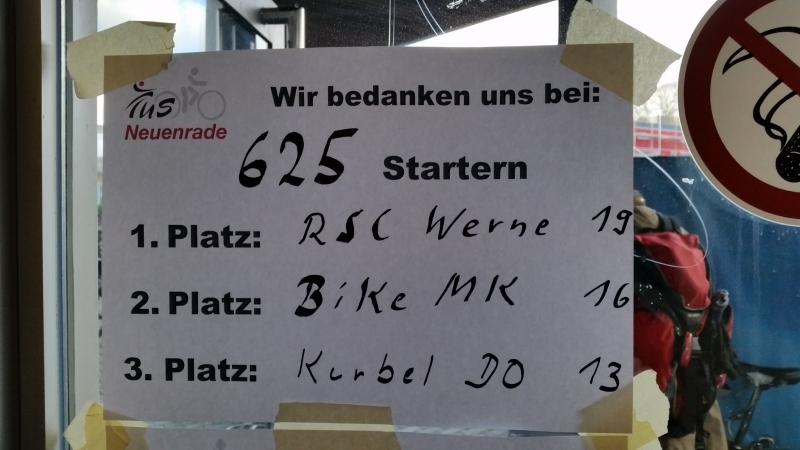 TuS
Neuenrade
Wir bedanken uns bei:
625 Startern
1. Platz: RSC Werne 19
2. Platz: Bike MK 16
3. Platz: Kurbel DO 13